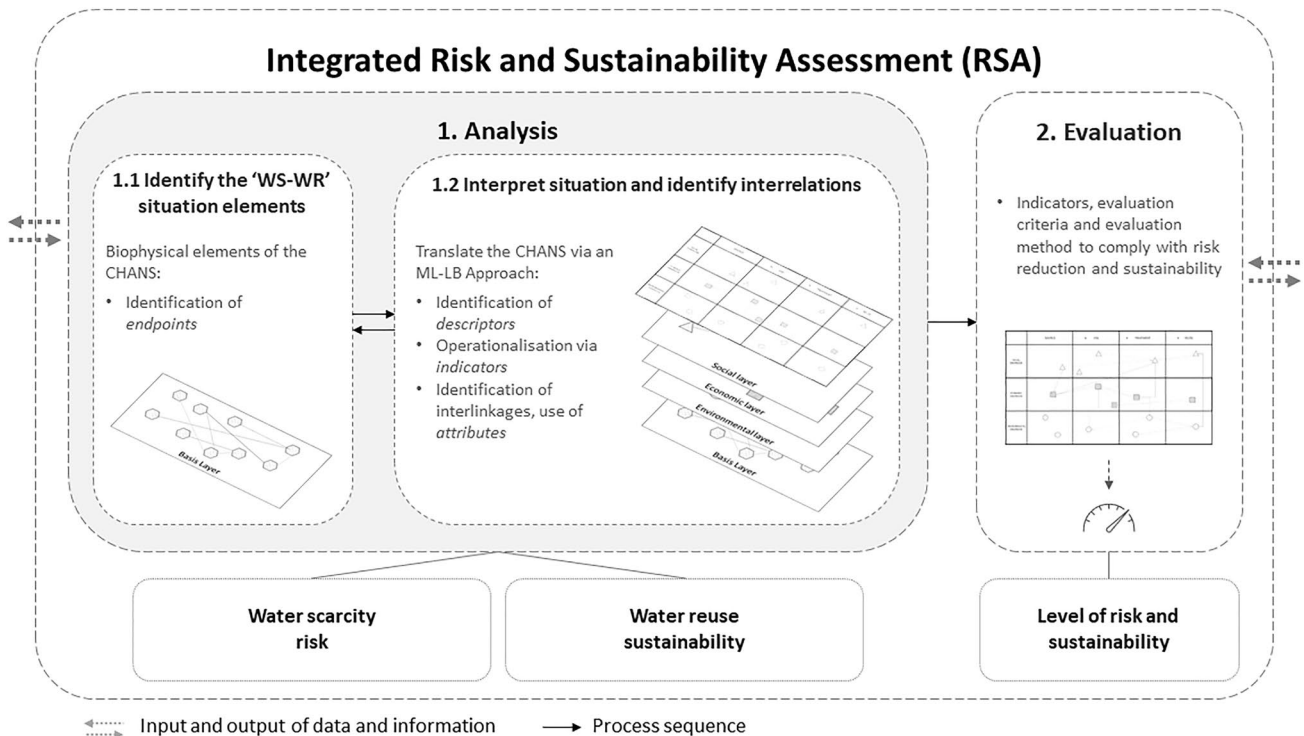 Integrated Risk and Sustainability Assessment (RSA)
1. Analysis
1.1 Identify the ‘WS-WR’
situation elements
Biophysical elements of the
CHANS:
• Identification of
endpoints
Basis Layer
1.2 Interpret situation and identify interrelations
Translate the CHANS via an
ML-LB Approach:
• Identification of
descriptors
• Operationalisation via
indicators
• Identification of
interlinkages, use of
attributes
Social layer
Economic layer
Environmental layer
Basis Layer
2. Evaluation
• Indicators, evaluation
criteria and evaluation
method to comply with risk
reduction and sustainability
Water scarcity
risk
Water reuse
sustainability
Level of risk and
sustainability
Input and output of data and information
Process sequence